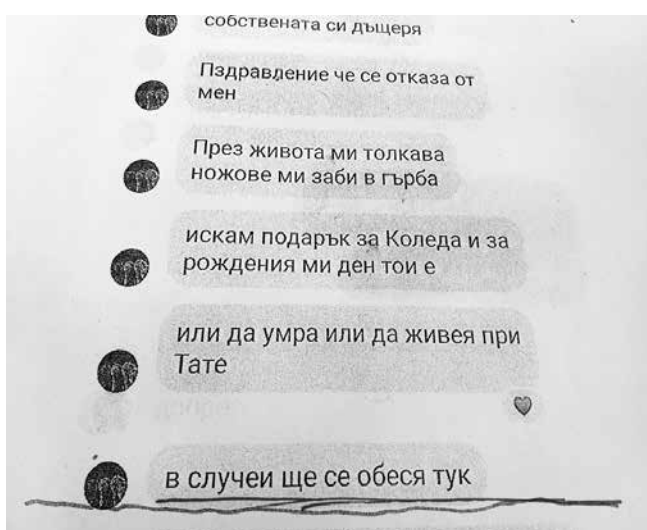 собствената си дъщеря
Пздравление че се отказа от
мен
През живота ми толкава
ножове ми заби в гърба
искам подарък за Коледа и за
рождения ми ден тои е
или да умра или да живея при
Тате
в случеи ще се обеся тук